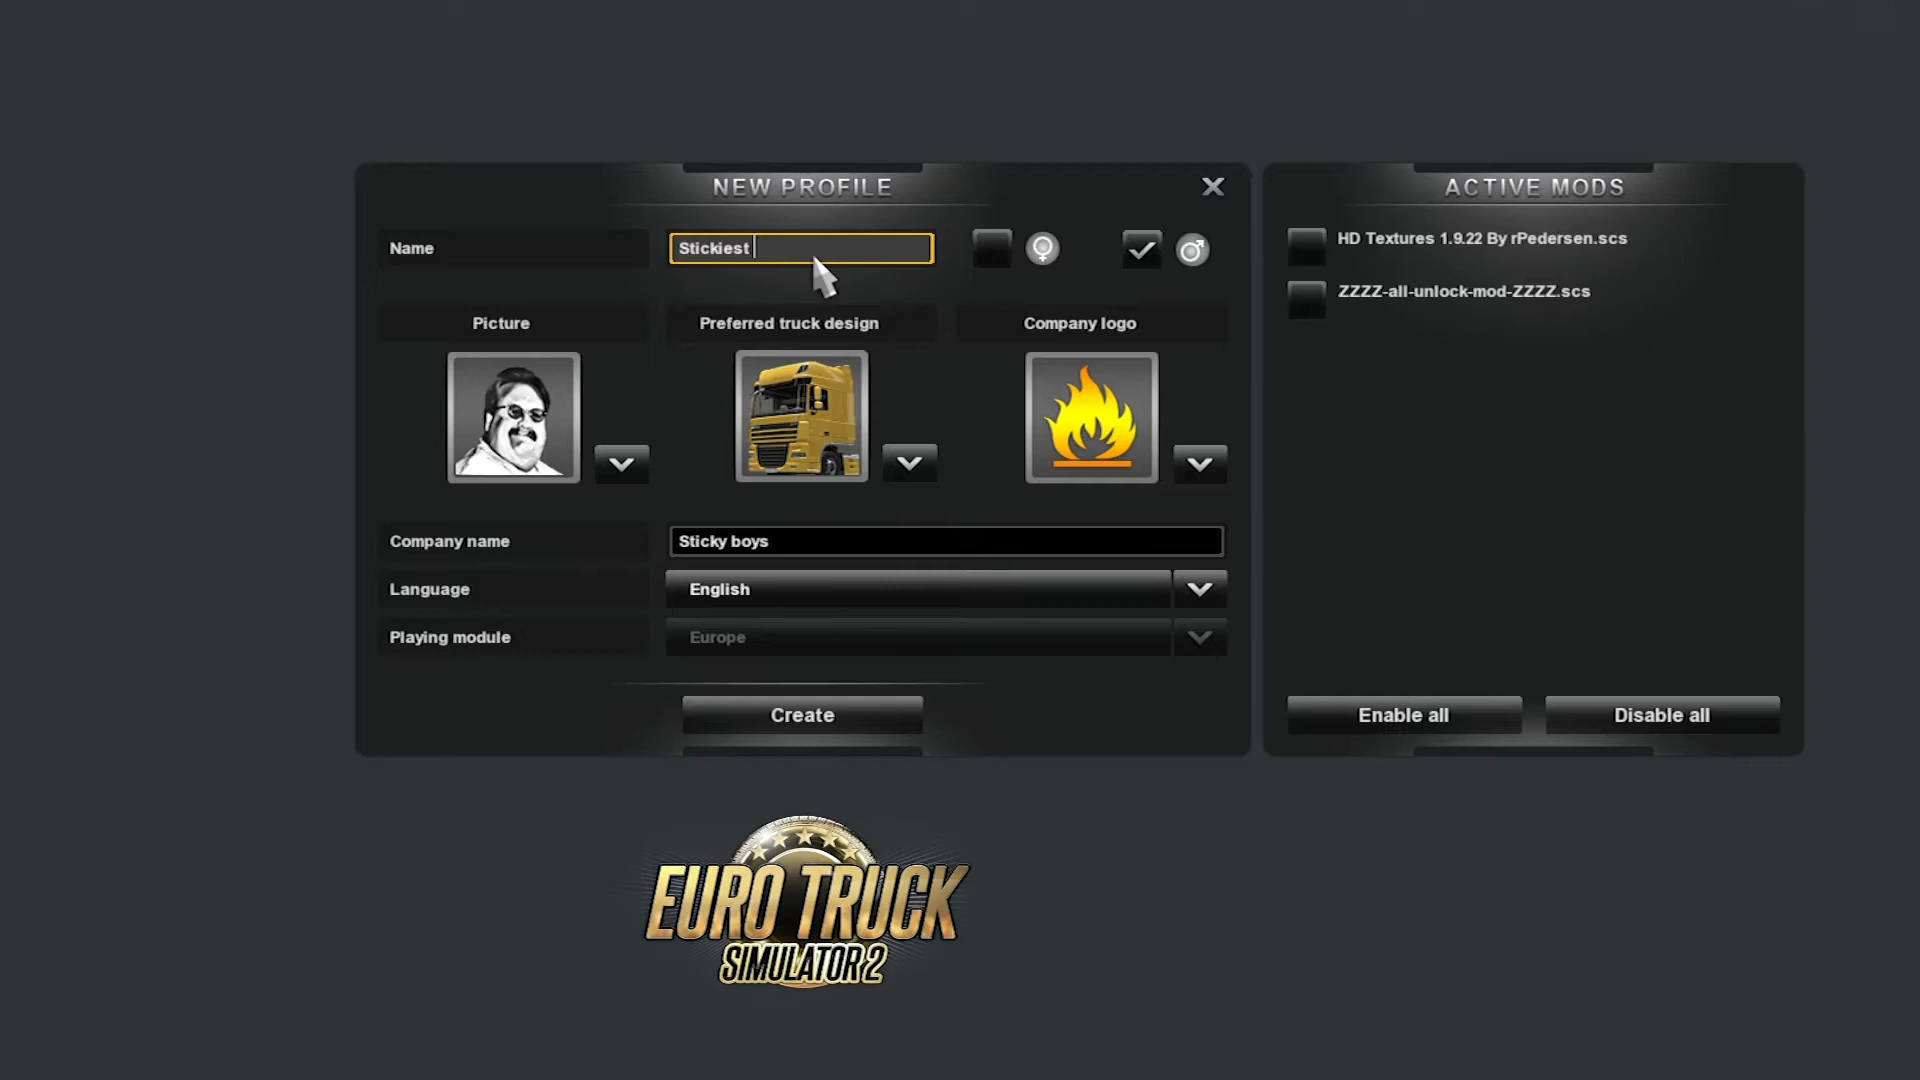 NEW PROFILE
Name
Stickiest
Picture
Preferred truck design
Company logo
Company name
Sticky boys
Language
English
Playing module
Europe
Create
ACTIVE MODS
HD Textures 1.9.22 By rPedersen.scs
ZZZZ-all-unlock-mod-ZZZZ.scs
Enable all
Disable all
EURO TRUCK
SIMULATOR 2